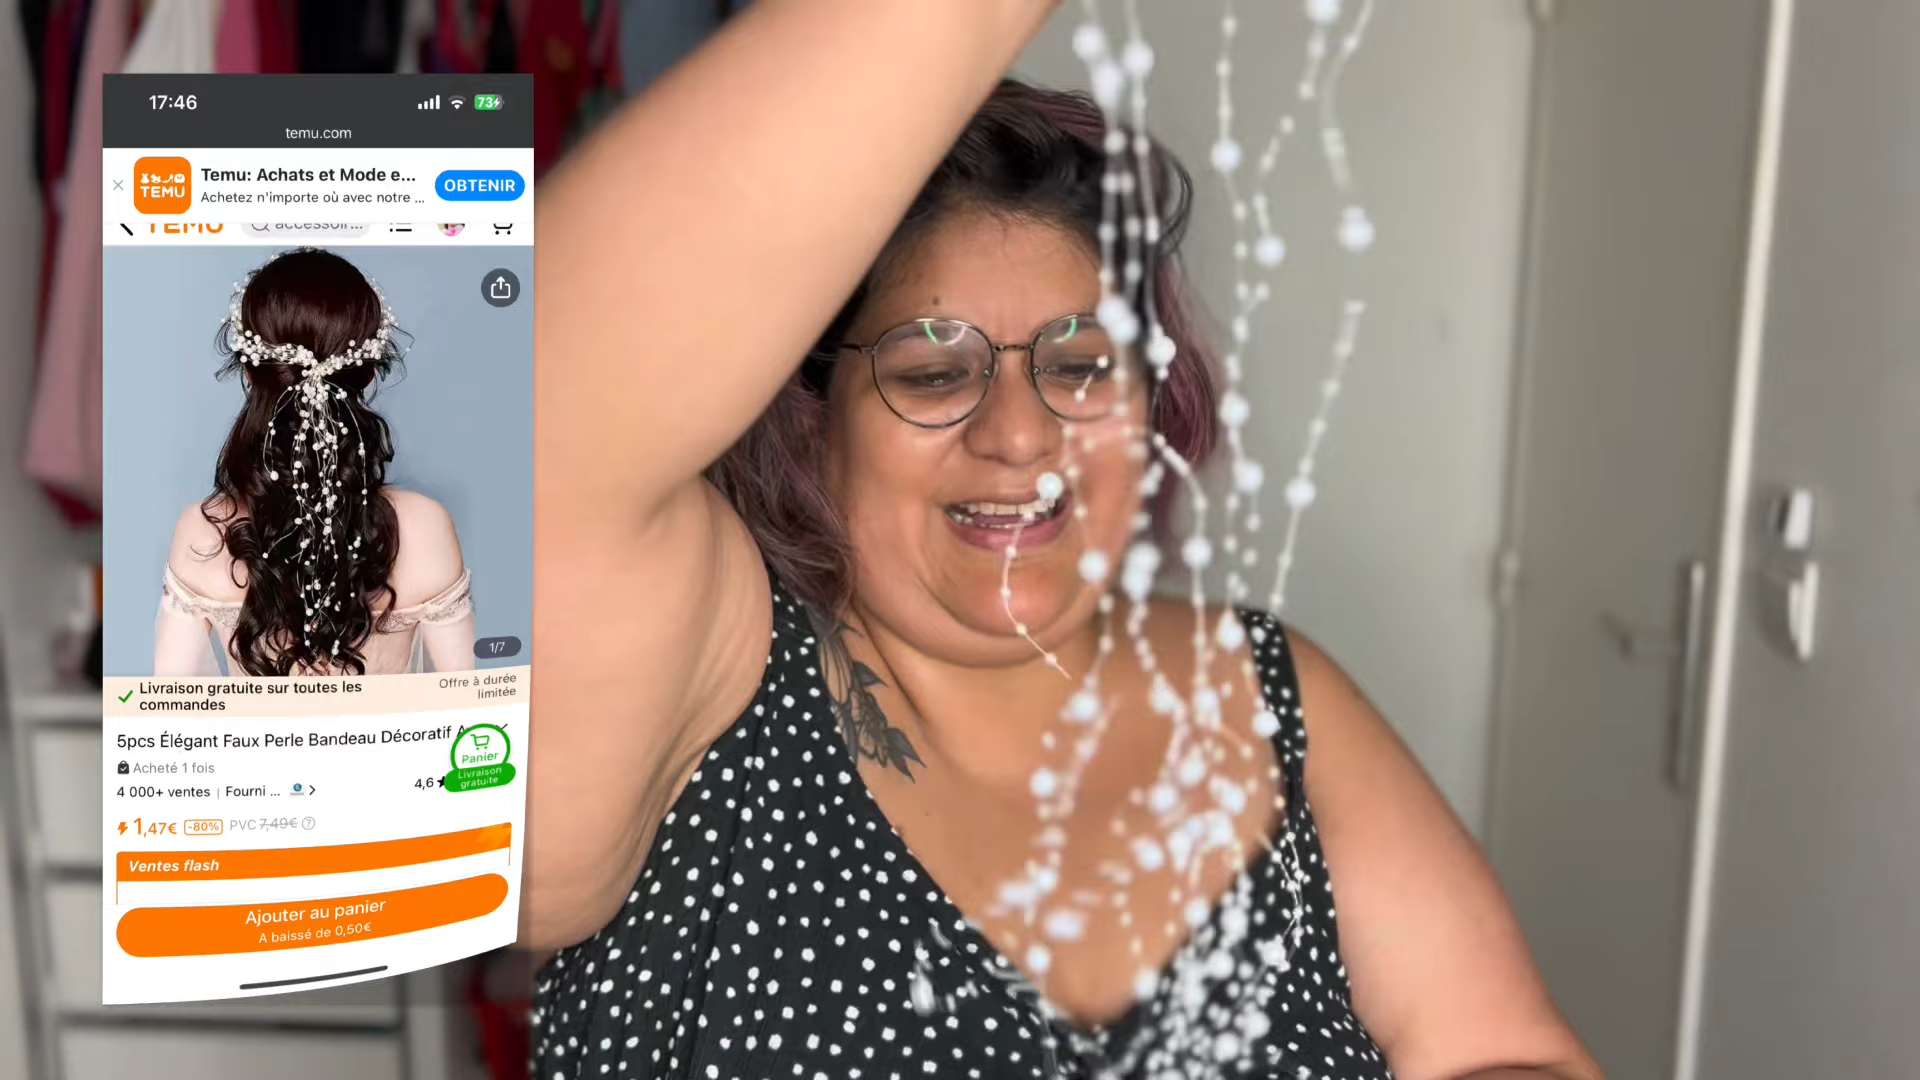 17:46
73
temu.com
TEMU
Temu: Achats et Mode e...
Achetez n'importe où avec notre ...
OBTENIR
TEMU
accessoir...
1/7
Livraison gratuite sur toutes les
commandes
Offre à durée
limitée
5pcs Élégant Faux Perle Bandeau Décoratif A
Panier
Livraison
gratuite
Acheté 1 fois
4 000+ ventes | Fourni ...
4,6
1,47€ -80% PVC 7,49€
Ventes flash
Ajouter au panier
A baissé de 0,50€